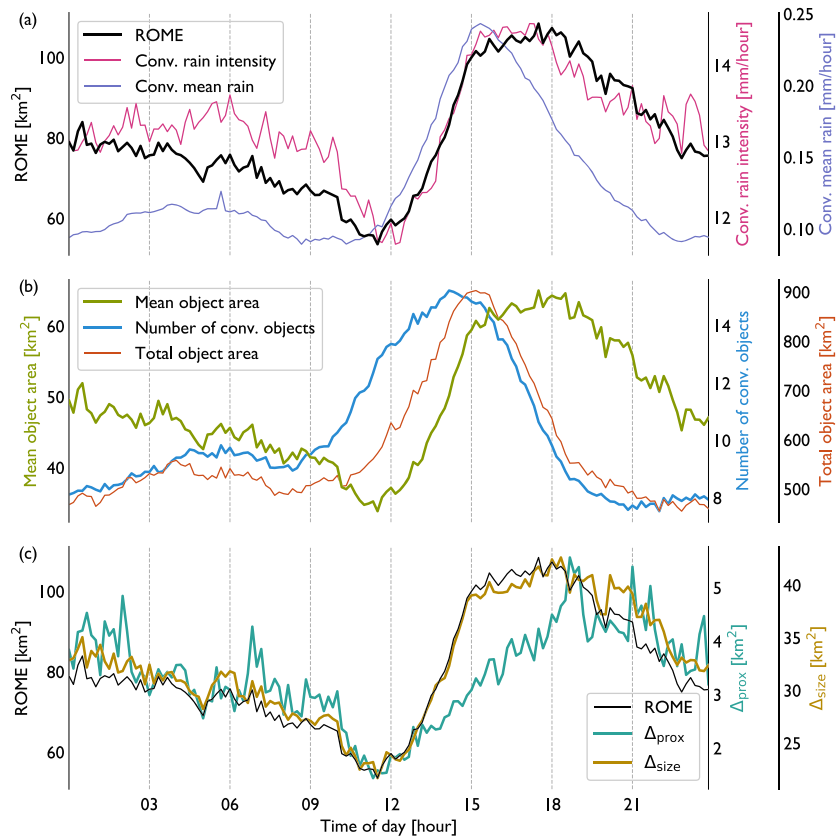 (a)
ROME
Conv. rain intensity
Conv. mean rain
100
80
60
ROME [km²]
14
13
12
Conv. rain intensity [mm/hour]
0.25
0.20
0.15
0.10
Conv. mean rain [mm/hour]
(b)
Mean object area
Number of conv. objects
Total object area
60
50
40
Mean object area [km²]
14
12
10
8
Number of conv. objects
900
800
700
600
500
Total object area [km²]
(c)
100
80
60
ROME [km²]
ROME
Δprox
Δsize
5
4
3
2
Δprox [km²]
40
35
30
25
Δsize [km²]
03 06 09 12 15 18 21
Time of day [hour]